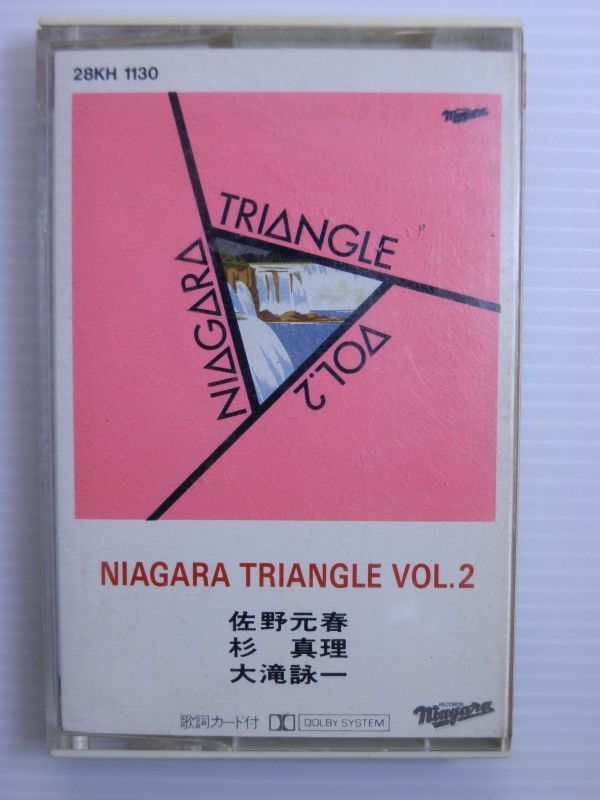 28KH 1130
Niagara
TRIANGLE
NIAGARA
VOL.2
NIAGARA TRIANGLE VOL.2
佐野元春
杉 真理
大滝詠一
歌詞カード付 DOLBY SYSTEM
RECORDS
Niagara